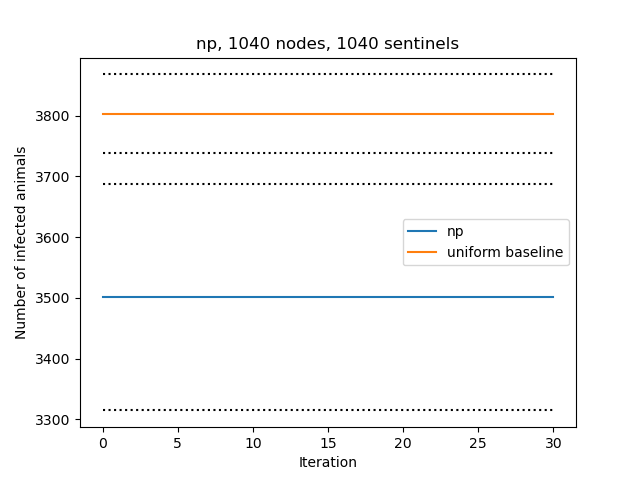 np, 1040 nodes, 1040 sentinels
Number of infected animals
3800
3700
3600
3500
3400
3300
np
uniform baseline
0 5 10 15 20 25 30
Iteration